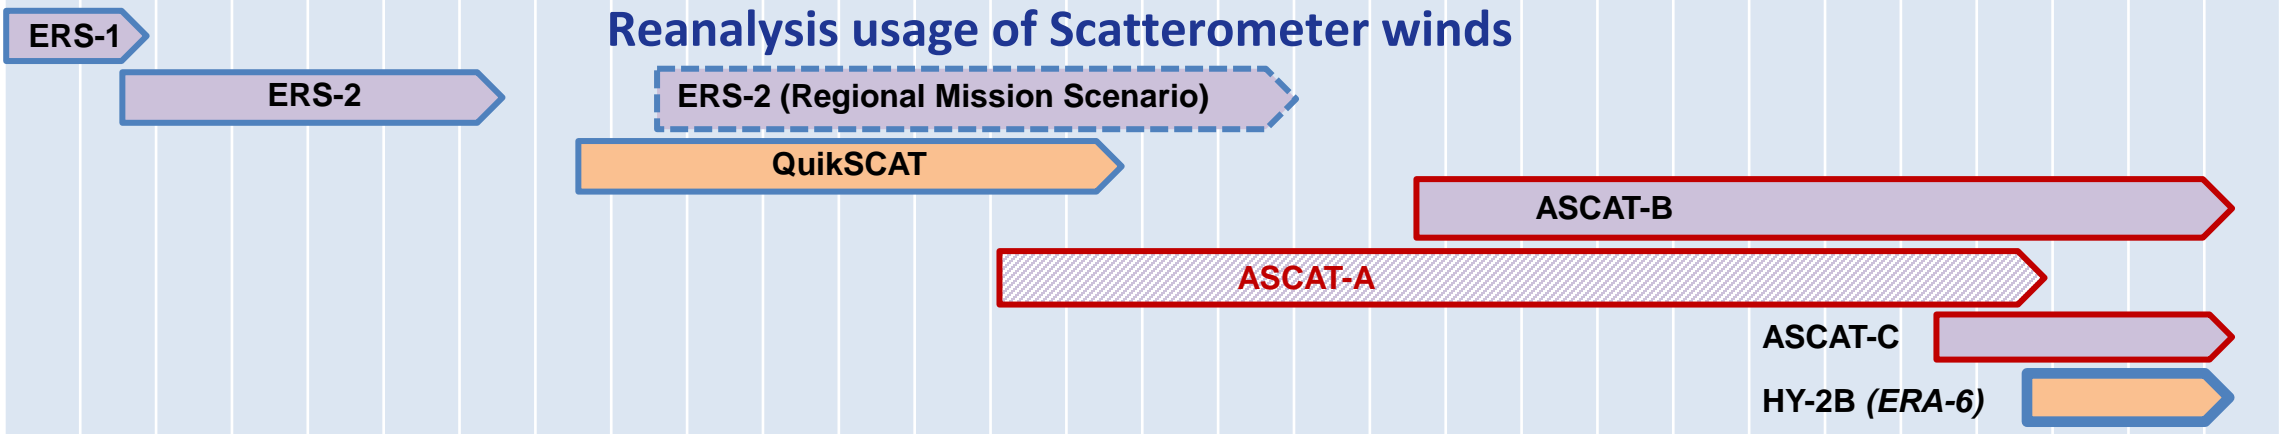 Reanalysis usage of Scatterometer winds
ERS-1
ERS-2
ERS-2 (Regional Mission Scenario)
QuikSCAT
ASCAT-B
ASCAT-A
ASCAT-C
HY-2B (ERA-6)